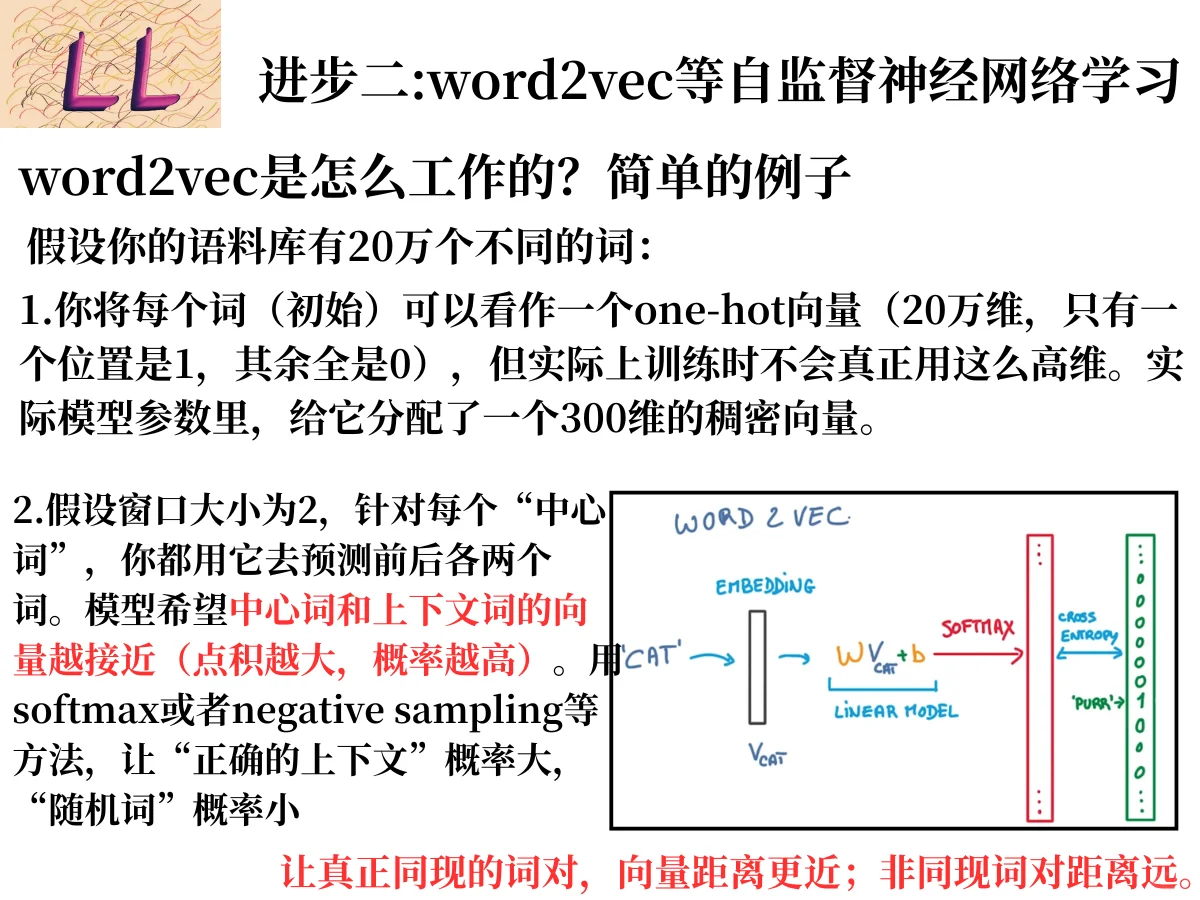 LL
进步二:word2vec等自监督神经网络学习
word2vec是怎么工作的？简单的例子
假设你的语料库有20万个不同的词：
1.你将每个词（初始）可以看作一个one-hot向量（20万维，只有一
个位置是1，其余全是0），但实际上训练时不会真正用这么高维。实
际模型参数里，给它分配了一个300维的稠密向量。
2.假设窗口大小为2，针对每个“中心
词”，你都用它去预测前后各两个
词。模型希望中心词和上下文词的向
量越接近（点积越大，概率越高）。用
softmax或者negative sampling等
方法，让“正确的上下文”概率大，
“随机词”概率小
WORD 2 VEC
EMBEDDING
'CAT'
V CAT
W V CAT + b
LINEAR MODEL
SOFTMAX
CROSS
ENTROPY
'PURR'
⋮
⋮
⋮
0
0
0
0
0
0
1
0
0
0
⋮
让真正同现的词对，向量距离更近；非同现词对距离远。